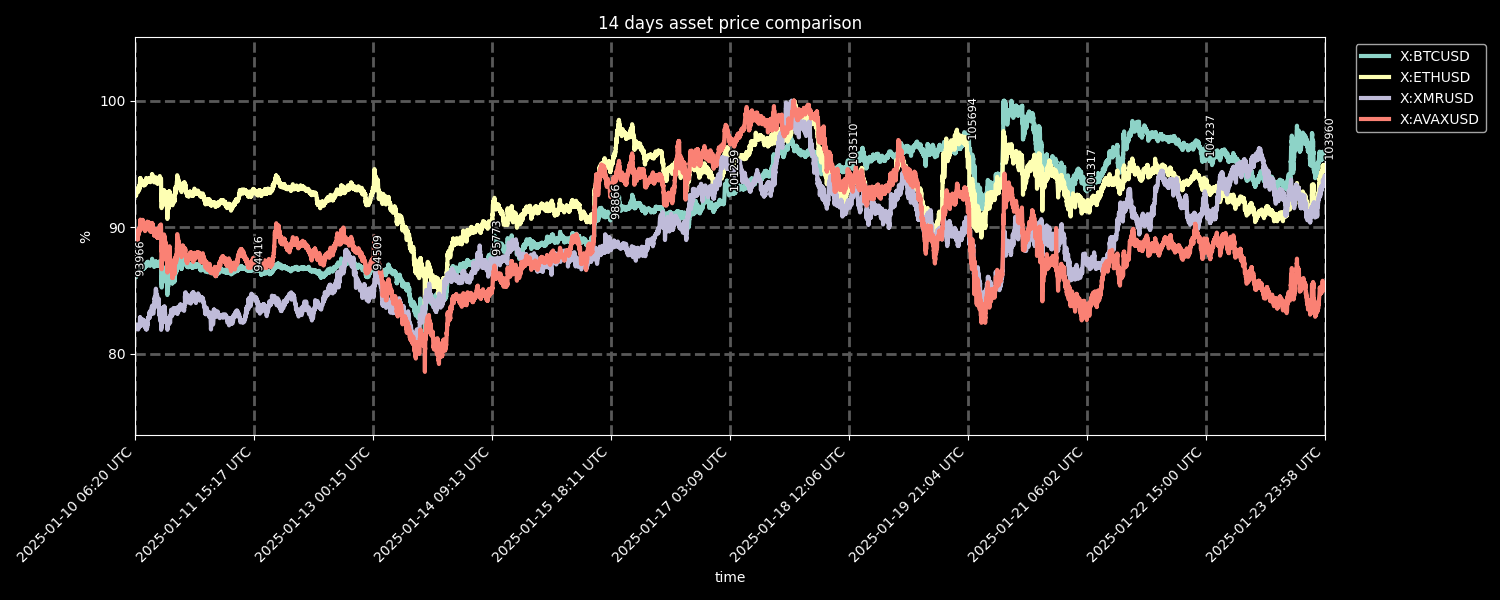 14 days asset price comparison
X:BTCUSD
X:ETHUSD
X:XMRUSD
X:AVAXUSD
100
90
80
%
93966
94416
94509
95773
98866
101259
103510
105694
101317
104237
103960
2025-01-10 06:20 UTC
2025-01-11 15:17 UTC
2025-01-13 00:15 UTC
2025-01-14 09:13 UTC
2025-01-15 18:11 UTC
2025-01-17 03:09 UTC
2025-01-18 12:06 UTC
2025-01-19 21:04 UTC
2025-01-21 06:02 UTC
2025-01-22 15:00 UTC
2025-01-23 23:58 UTC
time